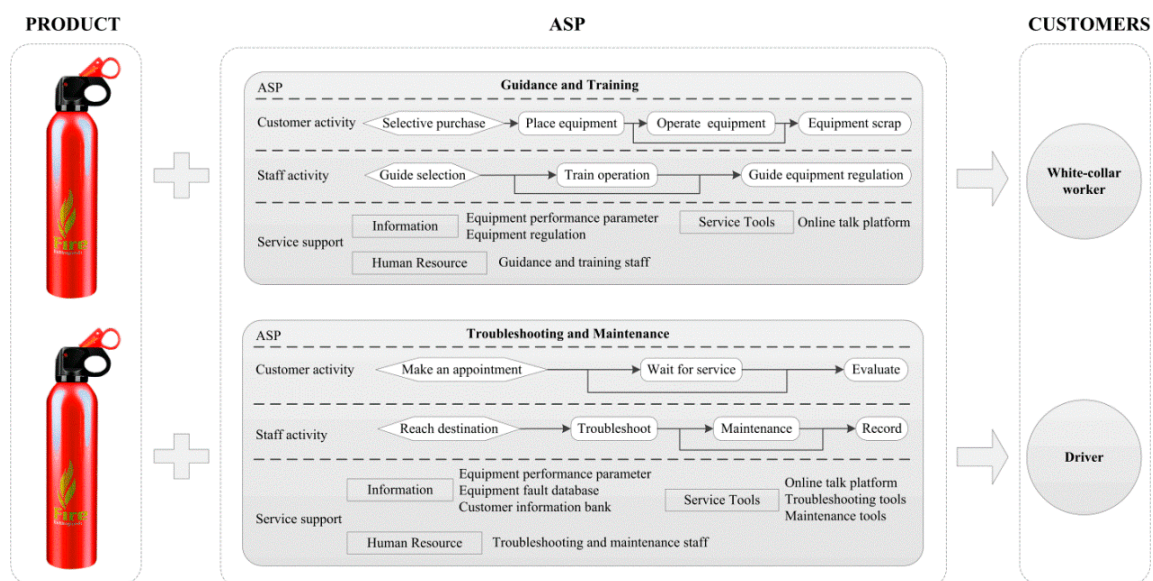 PRODUCT
ASP
CUSTOMERS
ASP
Guidance and Training
Customer activity
Selective purchase
Place equipment
Operate equipment
Equipment scrap
Staff activity
Guide selection
Train operation
Guide equipment regulation
Service support
Information
Equipment performance parameter
Equipment regulation
Service Tools
Online talk platform
Human Resource
Guidance and training staff
White-collar
worker
Fire
ASP
Troubleshooting and Maintenance
Customer activity
Make an appointment
Wait for service
Evaluate
Staff activity
Reach destination
Troubleshoot
Maintenance
Record
Service support
Information
Equipment performance parameter
Equipment fault database
Customer information bank
Service Tools
Online talk platform
Troubleshooting tools
Maintenance tools
Human Resource
Troubleshooting and maintenance staff
Driver
Fire